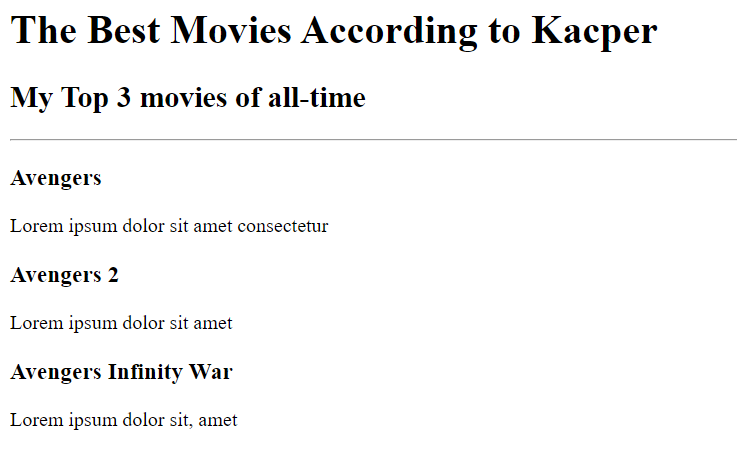 The Best Movies According to Kacper
My Top 3 movies of all-time
Avengers
Lorem ipsum dolor sit amet consectetur
Avengers 2
Lorem ipsum dolor sit amet
Avengers Infinity War
Lorem ipsum dolor sit, amet